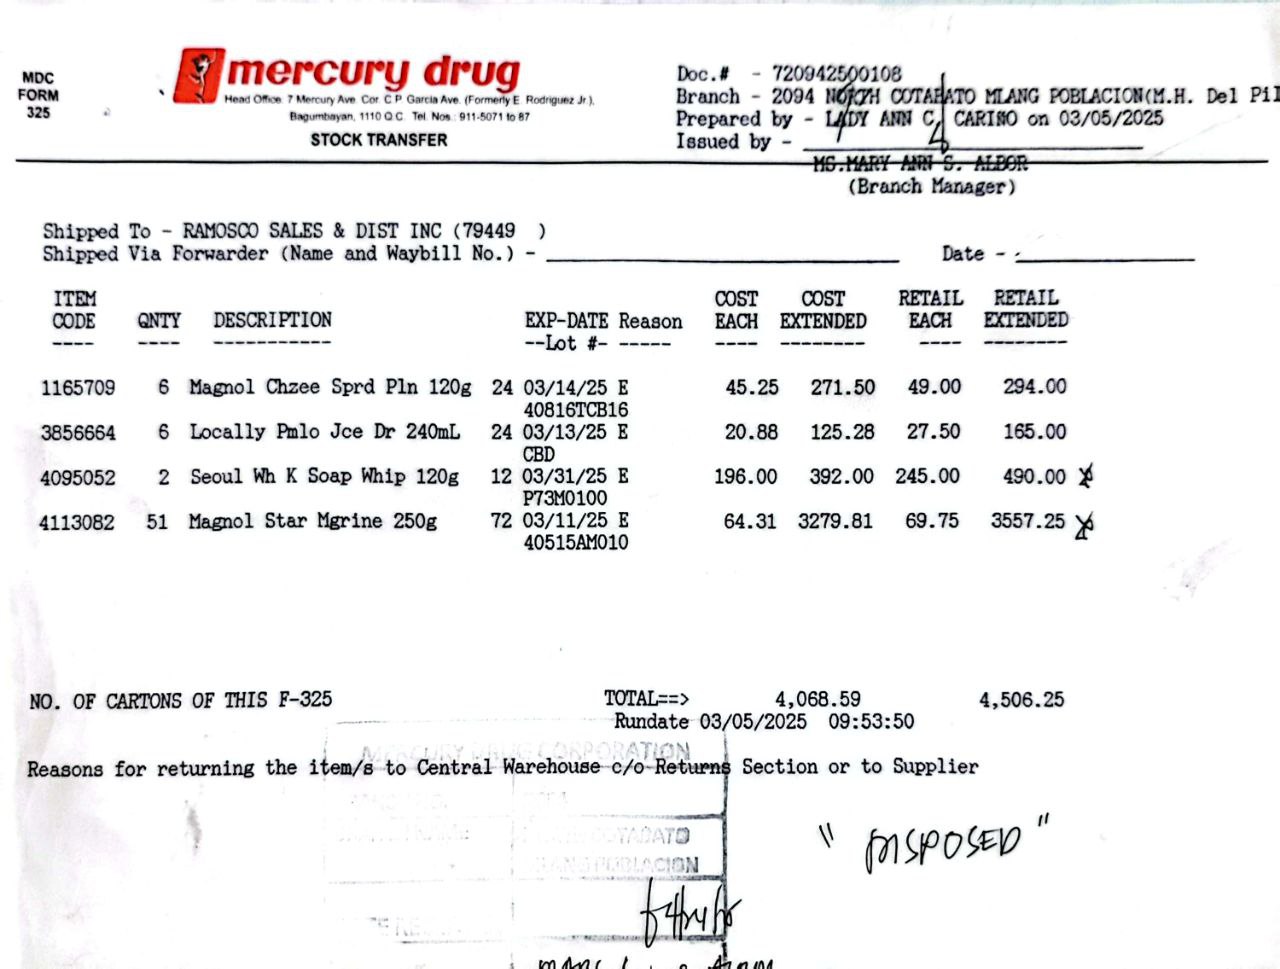 MDC
FORM
325
mercury drug
Head Office. 7 Mercury Ave. Cor. C.P. Garcia Ave. (Formerly E. Rodriguez Jr.),
Bagumbayan, 1110 Q.C. Tel. Nos.: 911-5071 to 87
STOCK TRANSFER
Doc.# - 720942500108
Branch - 2094 NORTH COTABATO MLANG POBLACION(M.H. Del Pil
Prepared by - LADY ANN C. CARINO on 03/05/2025
Issued by -
MS.MARY ANN S. ALBOR
(Branch Manager)
Shipped To - RAMOSCO SALES & DIST INC (79449 )
Shipped Via Forwarder (Name and Waybill No.) - Date -
ITEM COST COST RETAIL RETAIL
CODE QNTY DESCRIPTION EXP-DATE Reason EACH EXTENDED EACH EXTENDED
---- ---- ----------- --Lot #- ----- ---- -------- ---- --------
1165709 6 Magnol Chzee Sprd Pln 120g 24 03/14/25 E 45.25 271.50 49.00 294.00
40816TCB16
3856664 6 Locally Pmlo Jce Dr 240mL 24 03/13/25 E 20.88 125.28 27.50 165.00
CBD
4095052 2 Seoul Wh K Soap Whip 120g 12 03/31/25 E 196.00 392.00 245.00 490.00
P73M0100
4113082 51 Magnol Star Mgrine 250g 72 03/11/25 E 64.31 3279.81 69.75 3557.25
40515AM010
NO. OF CARTONS OF THIS F-325 TOTAL==> 4,068.59 4,506.25
Rundate 03/05/2025 09:53:50
MERCURY DRUG CORPORATION
Reasons for returning the item/s to Central Warehouse c/o Returns Section or to Supplier
COTABATO
MLANG POBLACION
" DISPOSED "